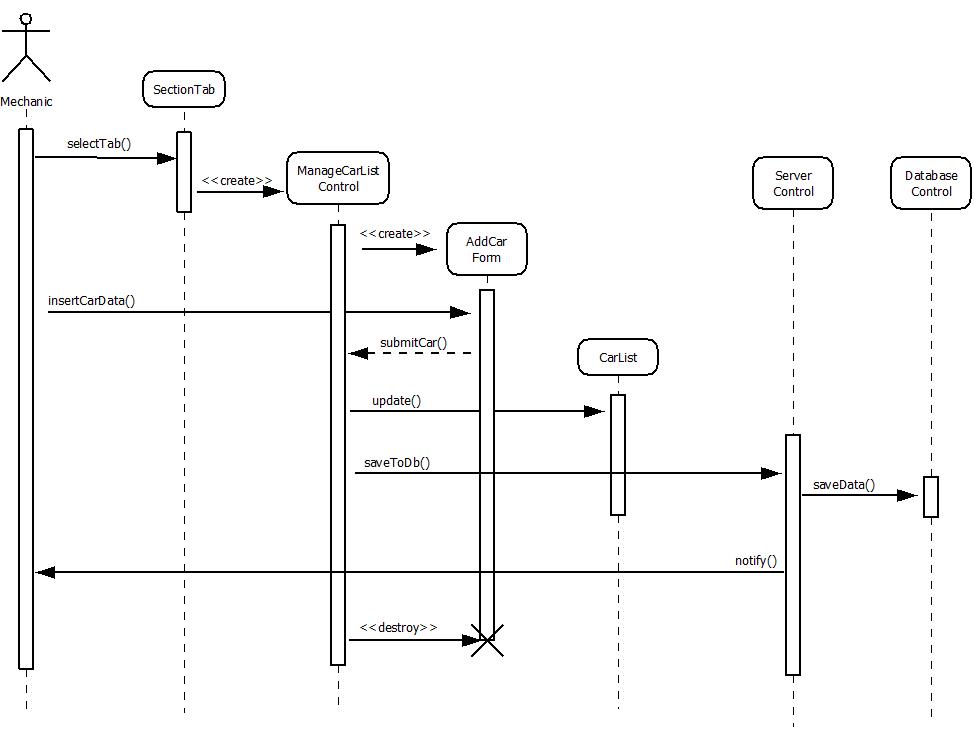 Mechanic
SectionTab
selectTab()
<<create>>
ManageCarList
Control
Server
Control
Database
Control
<<create>>
AddCar
Form
insertCarData()
submitCar()
CarList
update()
saveToDb()
saveData()
notify()
<<destroy>>